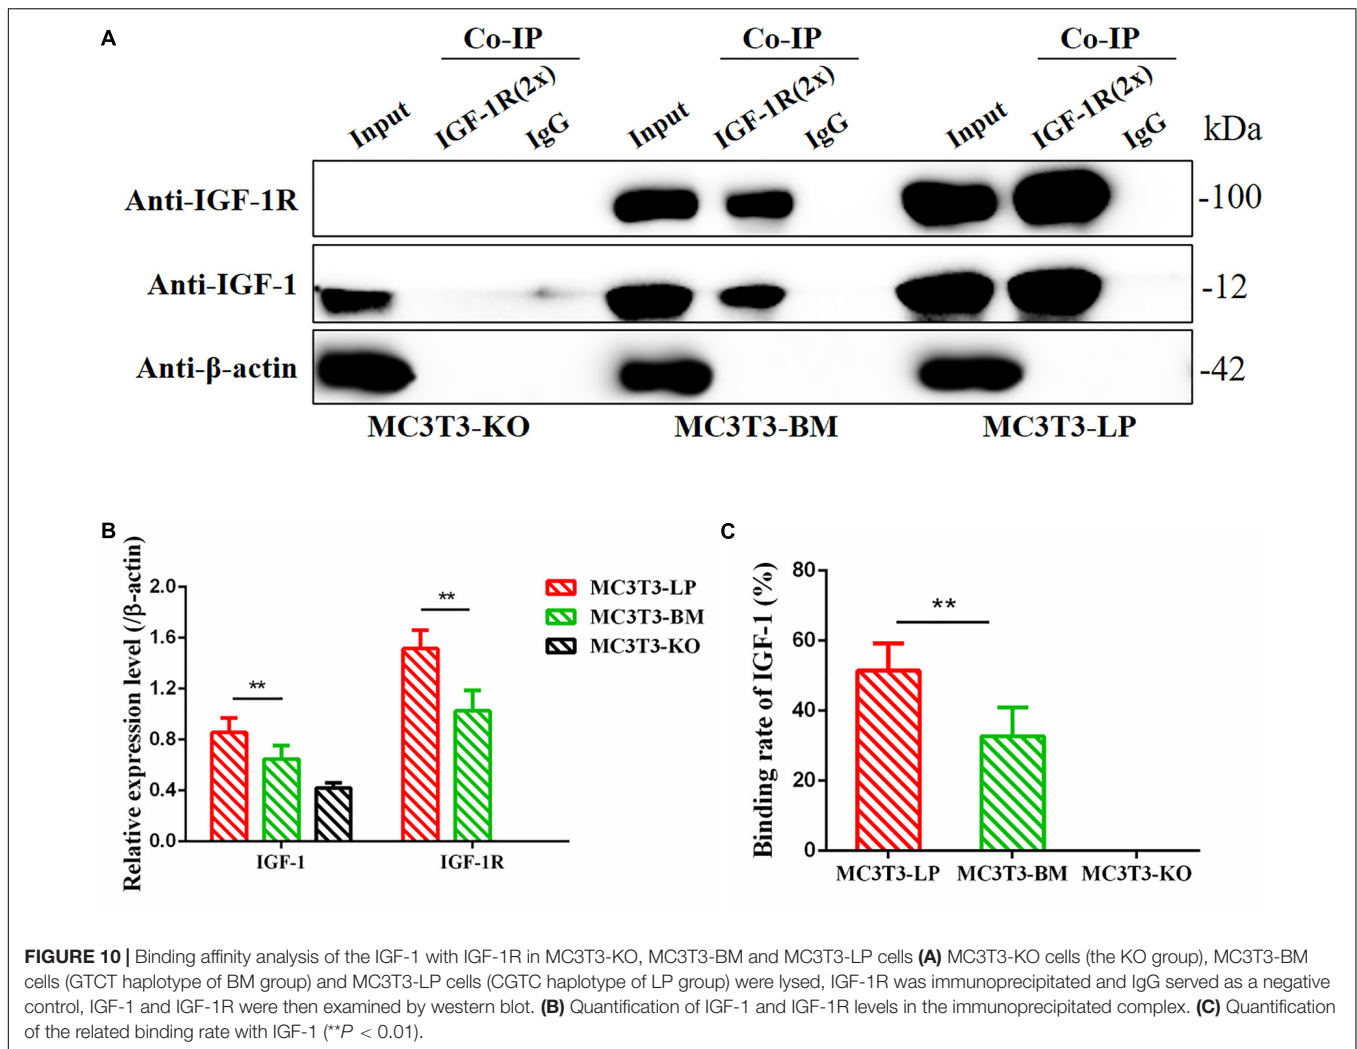 A
Co-IP Co-IP Co-IP
Input IGF-1R(2x) IgG Input IGF-1R(2x) IgG Input IGF-1R(2x) IgG kDa
Anti-IGF-1R -100
Anti-IGF-1 -12
Anti-β-actin -42
MC3T3-KO MC3T3-BM MC3T3-LP
B
Relative expression level (/β-actin)
2.0
1.6
1.2
0.8
0.4
0.0
**
**
IGF-1 IGF-1R
MC3T3-LP
MC3T3-BM
MC3T3-KO
C
Binding rate of IGF-1 (%)
80
60
40
20
0
**
MC3T3-LP MC3T3-BM MC3T3-KO
FIGURE 10 | Binding affinity analysis of the IGF-1 with IGF-1R in MC3T3-KO, MC3T3-BM and MC3T3-LP cells (A) MC3T3-KO cells (the KO group), MC3T3-BM
cells (GTCT haplotype of BM group) and MC3T3-LP cells (CGTC haplotype of LP group) were lysed, IGF-1R was immunoprecipitated and IgG served as a negative
control, IGF-1 and IGF-1R were then examined by western blot. (B) Quantification of IGF-1 and IGF-1R levels in the immunoprecipitated complex. (C) Quantification
of the related binding rate with IGF-1 (**P < 0.01).